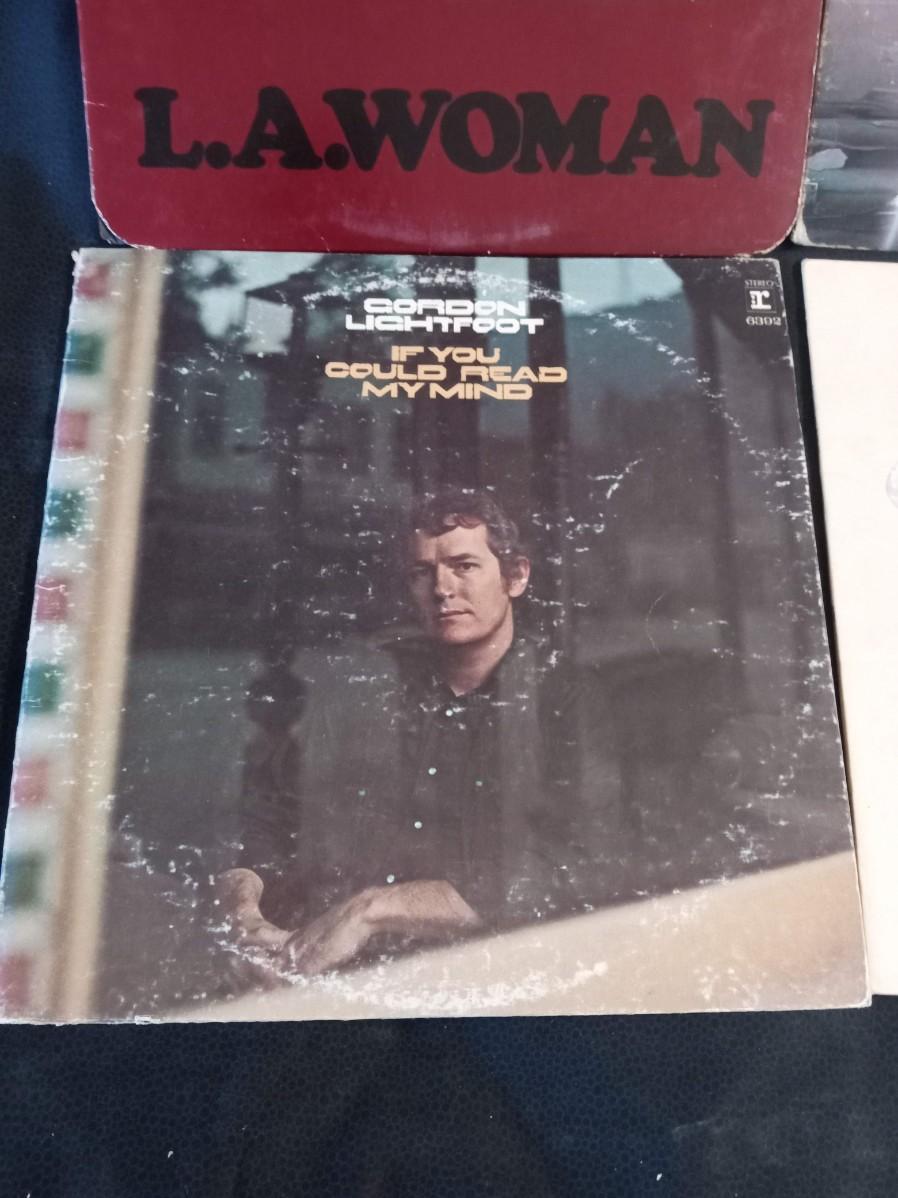 L.A.WOMAN
GORDON
LIGHTFOOT
IF YOU
COULD READ
MY MIND
STEREO
r
6392